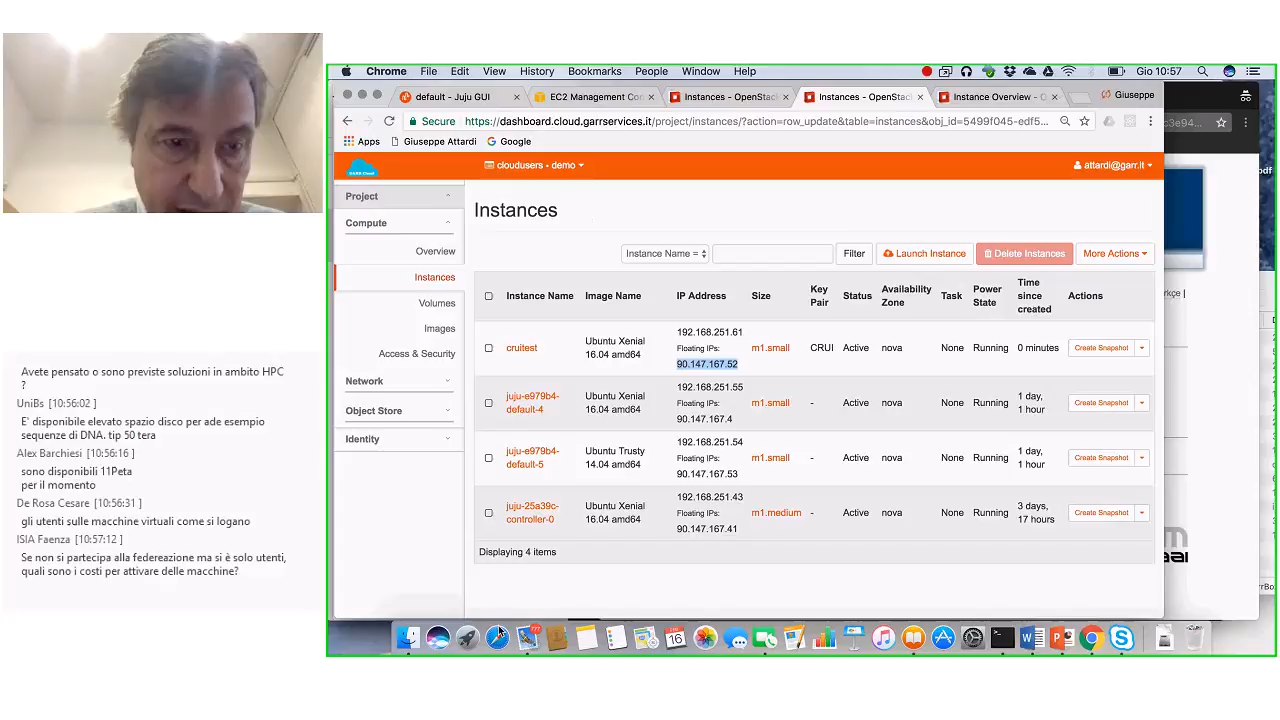 Avete pensato o sono previste soluzioni in ambito HPC
?
UniBs [10:56:02 ]
E` disponibile elevato spazio disco per ade esempio
sequenze di DNA. tip 50 tera
Alex Barchiesi [10:56:16 ]
sono disponibili 11Peta
per il momento
De Rosa Cesare [10:56:31 ]
gli utenti sulle macchine virtuali come si logano
ISIA Faenza [10:57:12 ]
Se non si partecipa alla federeazione ma si è solo utenti,
quali sono i costi per attivare delle macchine?
Chrome File Edit View History Bookmarks People Window Help Gio 10:57
default - Juju GUI EC2 Management Con Instances - OpenStack Instances - OpenStack Instance Overview - O Giuseppe
Secure https://dashboard.cloud.garrservices.it/project/instances/?action=row_update&table=instances&obj_id=5499f045-edf5... c3e94...
Apps Giuseppe Attardi Google
cloudusers - demo attardi@garr.it
Project
Compute
Overview
Instances
Volumes
Images
Access & Security
Network
Object Store
Identity
Instances
Instance Name = Filter Launch Instance Delete Instances More Actions
Instance Name Image Name IP Address Size Key Pair Status Availability Zone Task Power State Time since created Actions
cruitest Ubuntu Xenial 16.04 amd64 192.168.251.61 Floating IPs: 90.147.167.52 m1.small CRUI Active nova None Running 0 minutes Create Snapshot
juju-e979b4-default-4 Ubuntu Xenial 16.04 amd64 192.168.251.55 Floating IPs: 90.147.167.4 m1.small - Active nova None Running 1 day, 1 hour Create Snapshot
juju-e979b4-default-5 Ubuntu Trusty 14.04 amd64 192.168.251.54 Floating IPs: 90.147.167.53 m1.small - Active nova None Running 1 day, 1 hour Create Snapshot
juju-25a39c-controller-0 Ubuntu Xenial 16.04 amd64 192.168.251.43 Floating IPs: 90.147.167.41 m1.medium - Active nova None Running 3 days, 17 hours Create Snapshot
Displaying 4 items